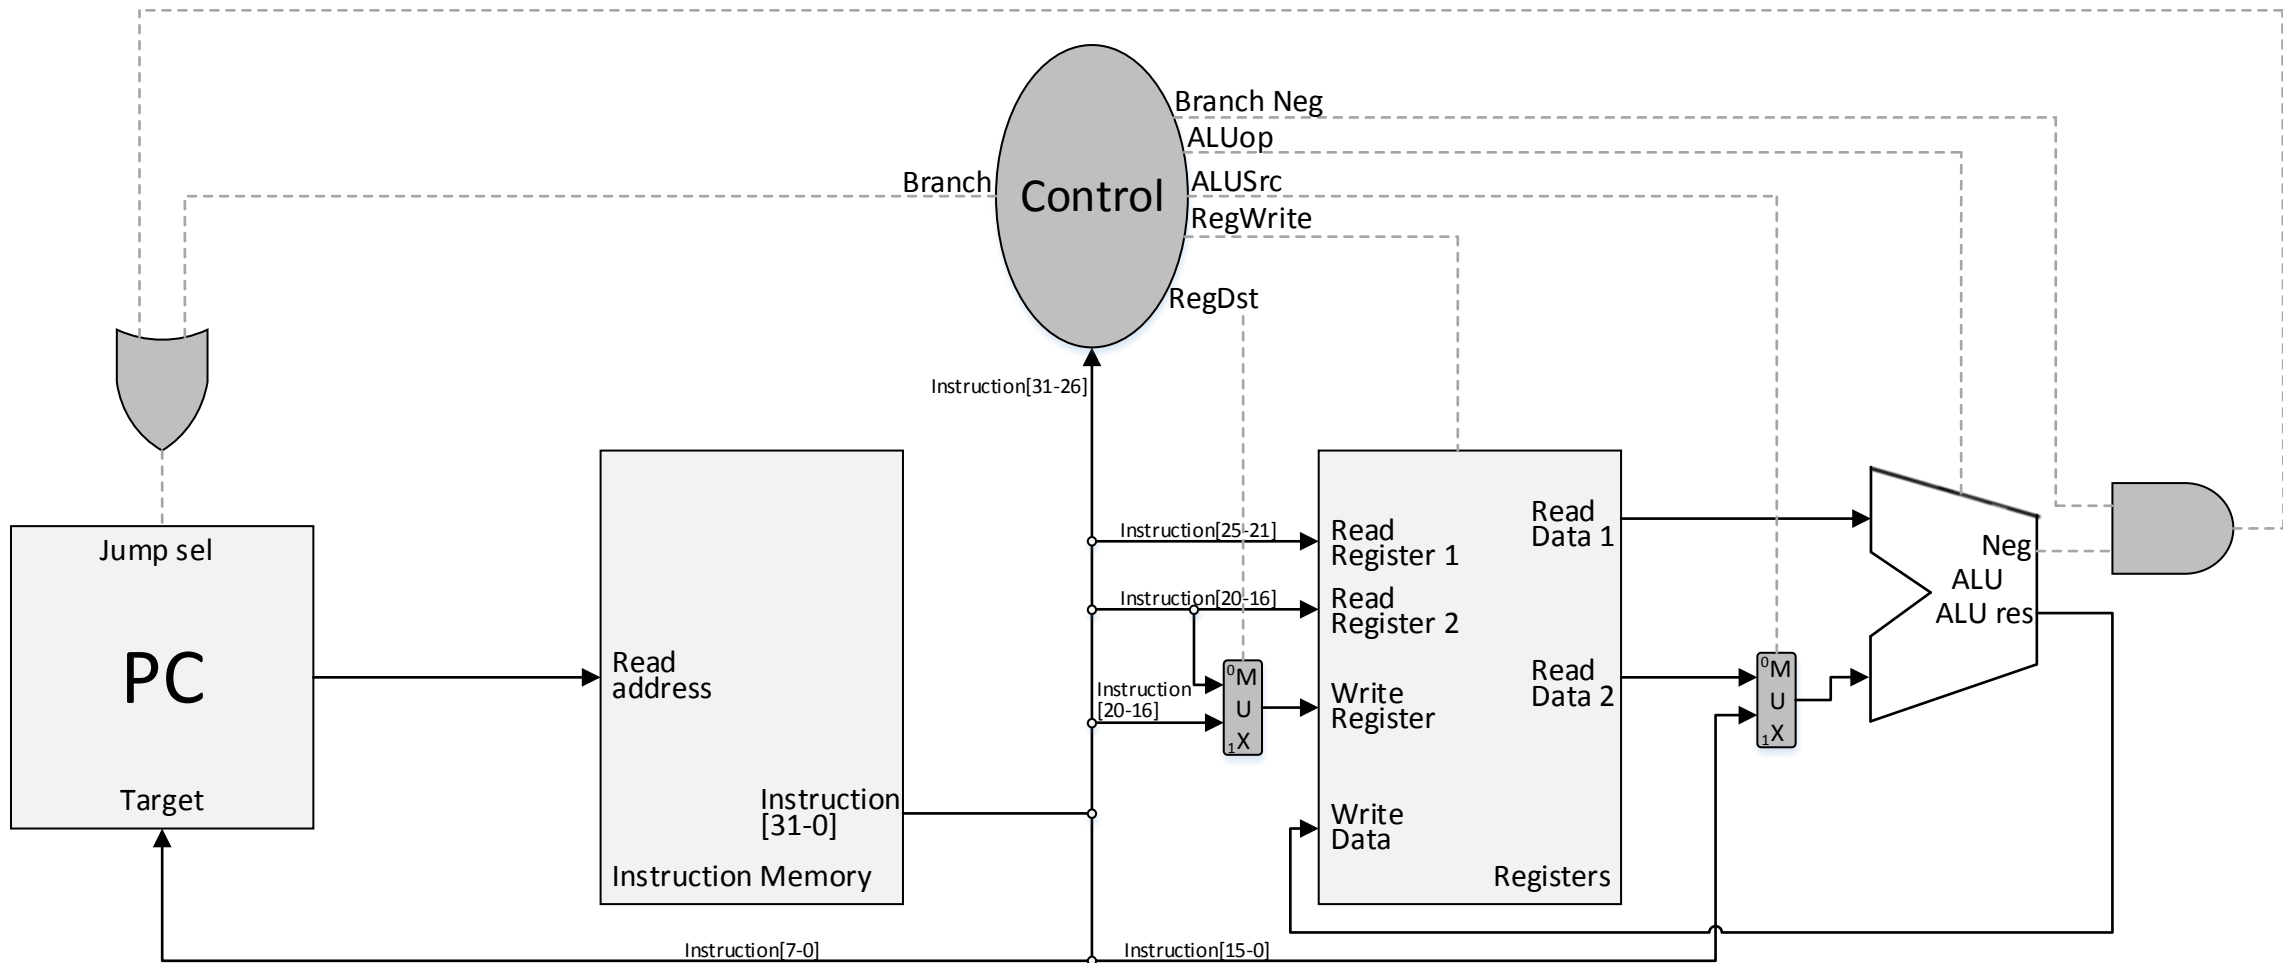 Branch Neg
ALUop
Branch
Control
ALUSrc
RegWrite
RegDst
Instruction[31-26]
Jump sel
PC
Target
Read
address
Instruction
[31-0]
Instruction Memory
Instruction[25-21]
Instruction[20-16]
Instruction
[20-16]
0
M
U
1X
Read
Register 1
Read
Register 2
Write
Register
Write
Data
Read
Data 1
Read
Data 2
Registers
0
M
U
1X
Neg
ALU
ALU res
Instruction[7-0]
Instruction[15-0]